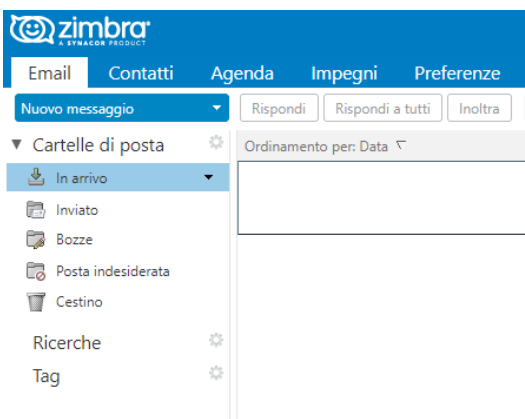 zimbra
A SYNACOR PRODUCT
Email Contatti Agenda Impegni Preferenze
Nuovo messaggio Rispondi Rispondi a tutti Inoltra
Cartelle di posta Ordinamento per: Data
In arrivo
Inviato
Bozze
Posta indesiderata
Cestino
Ricerche
Tag